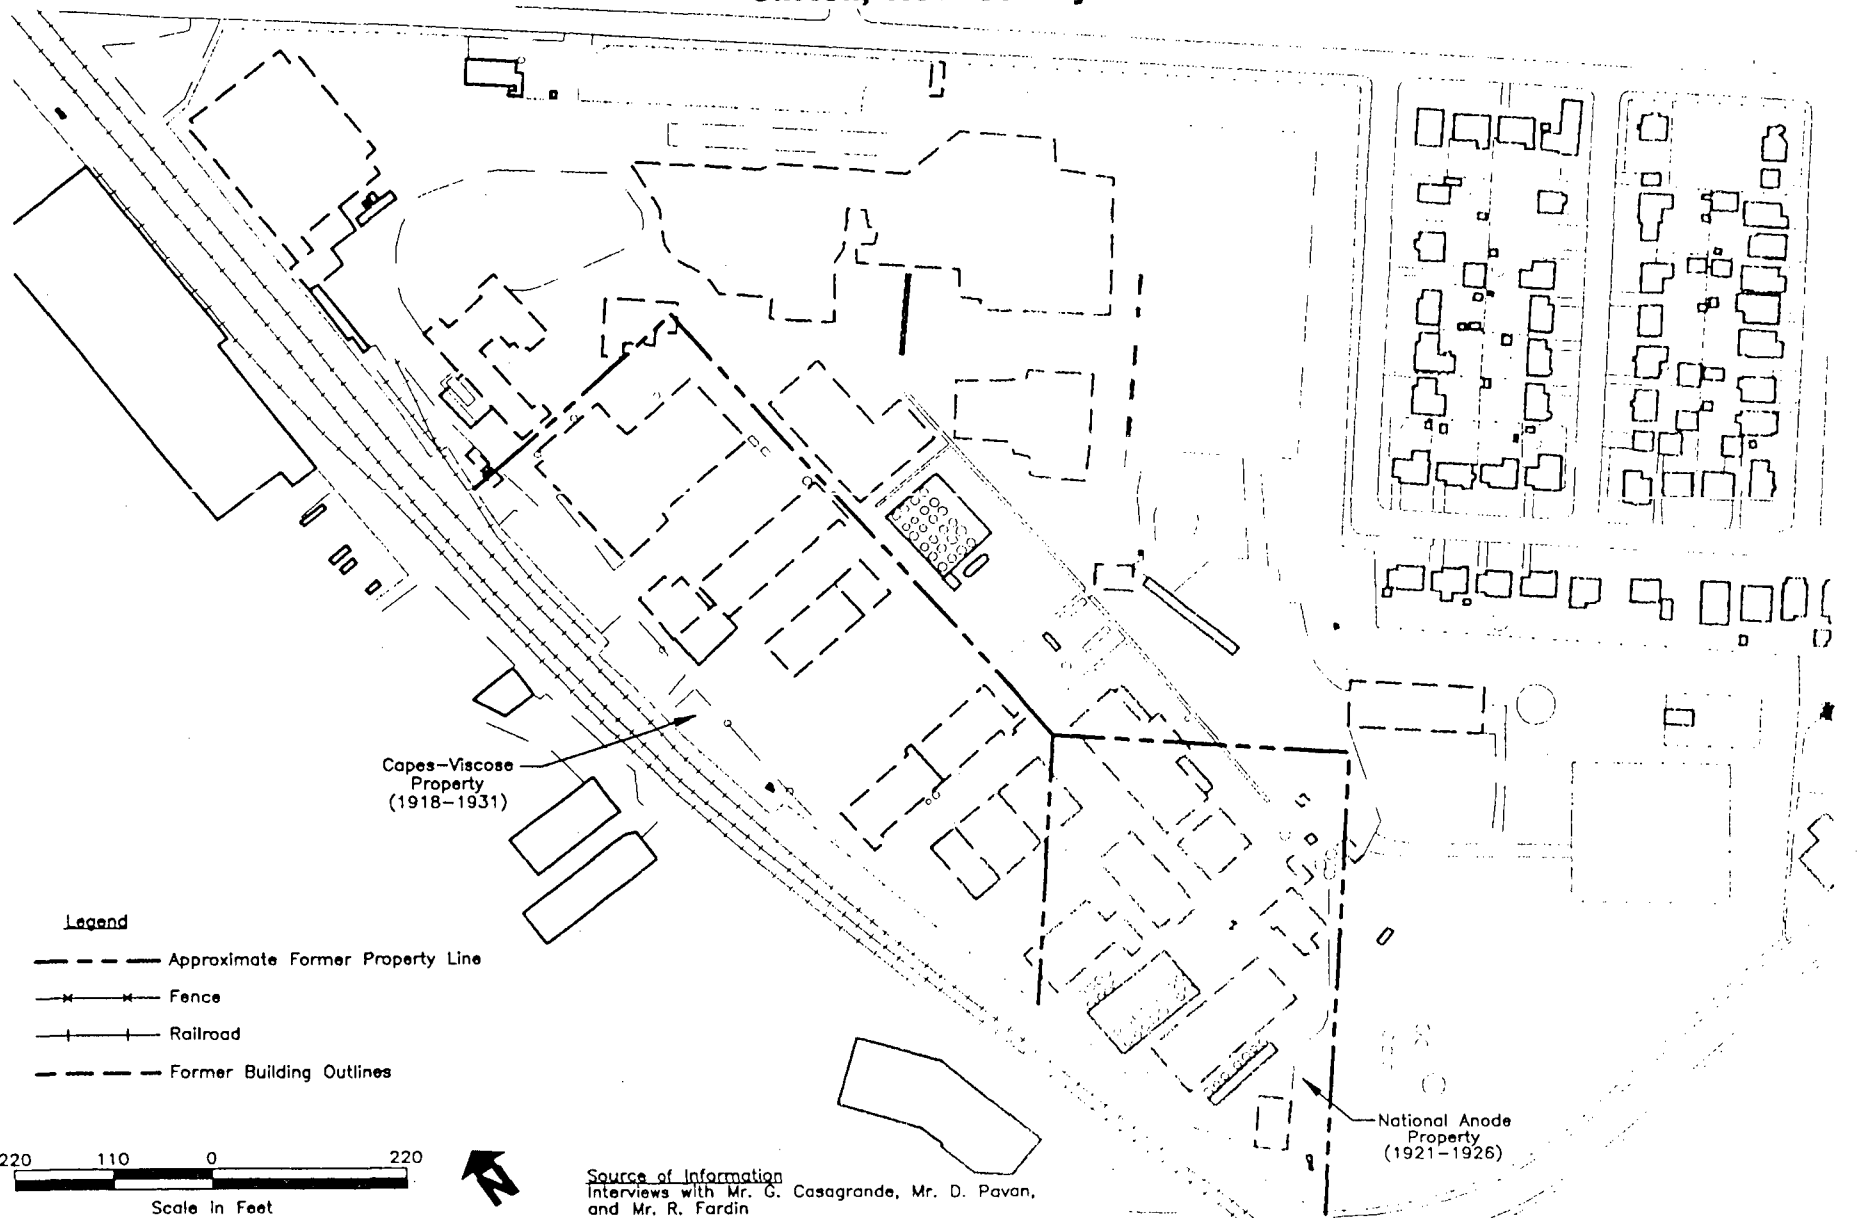 Capes-Viscose
Property
(1918-1931)
Legend
Approximate Former Property Line
Fence
Railroad
Former Building Outlines
220 110 0 220
Scale in Feet
N
Source of Information
Interviews with Mr. G. Casagrande, Mr. D. Pavan,
and Mr. R. Fardin
National Anode
Property
(1921-1926)